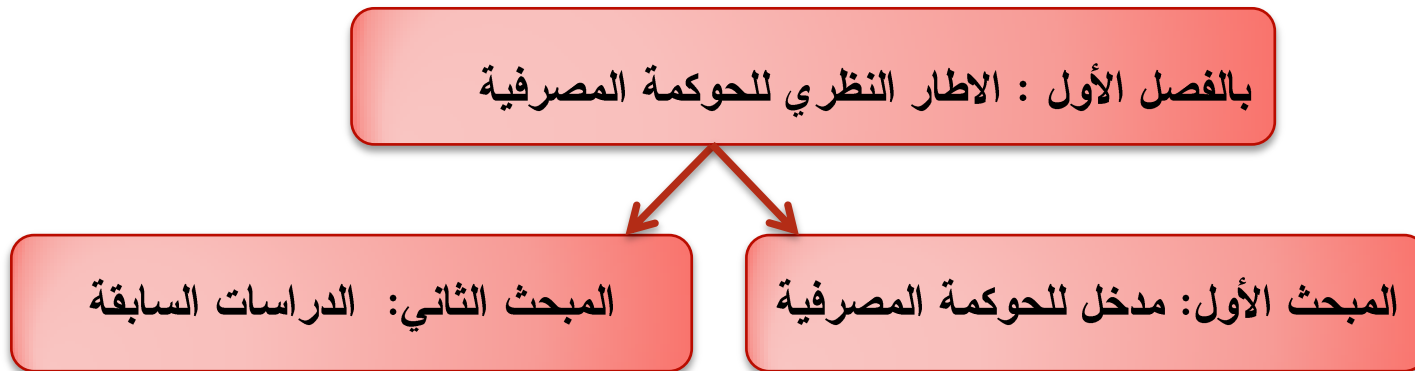 بالفصل الأول : الاطار النظري للحوكمة المصرفية
المبحث الأول: مدخل للحوكمة المصرفية
المبحث الثاني: الدراسات السابقة